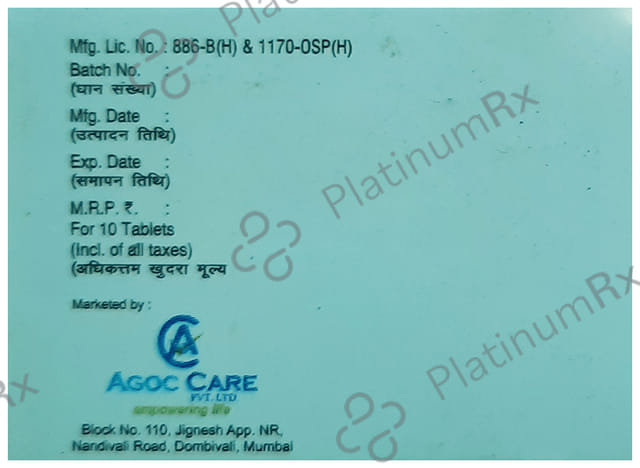 Mfg. Lic. No. : 886-B(H) & 1170-OSP(H)
Batch No. :
(घान संख्या)
Mfg. Date :
(उत्पादन तिथि)
Exp. Date :
(समापन तिथि)
M.R.P. ₹. :
For 10 Tablets
(Incl. of all taxes)
(अधिकत्तम खुदरा मूल्य
Marketed by :
CA
AGOC CARE
PVT. LTD
empowering life
Block No. 110, Jignesh App. NR,
Nandivali Road, Dombivali, Mumbai
PlatinumRx
PlatinumRx
Rx